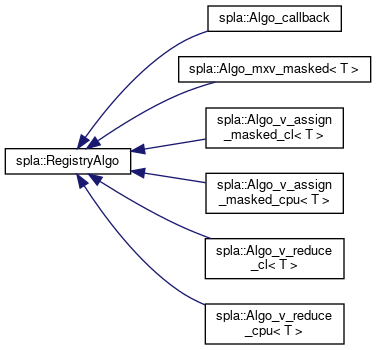 spla::Algo_callback
spla::Algo_mxv_masked< T >
spla::Algo_v_assign
_masked_cl< T >
spla::RegistryAlgo
spla::Algo_v_assign
_masked_cpu< T >
spla::Algo_v_reduce
_cl< T >
spla::Algo_v_reduce
_cpu< T >